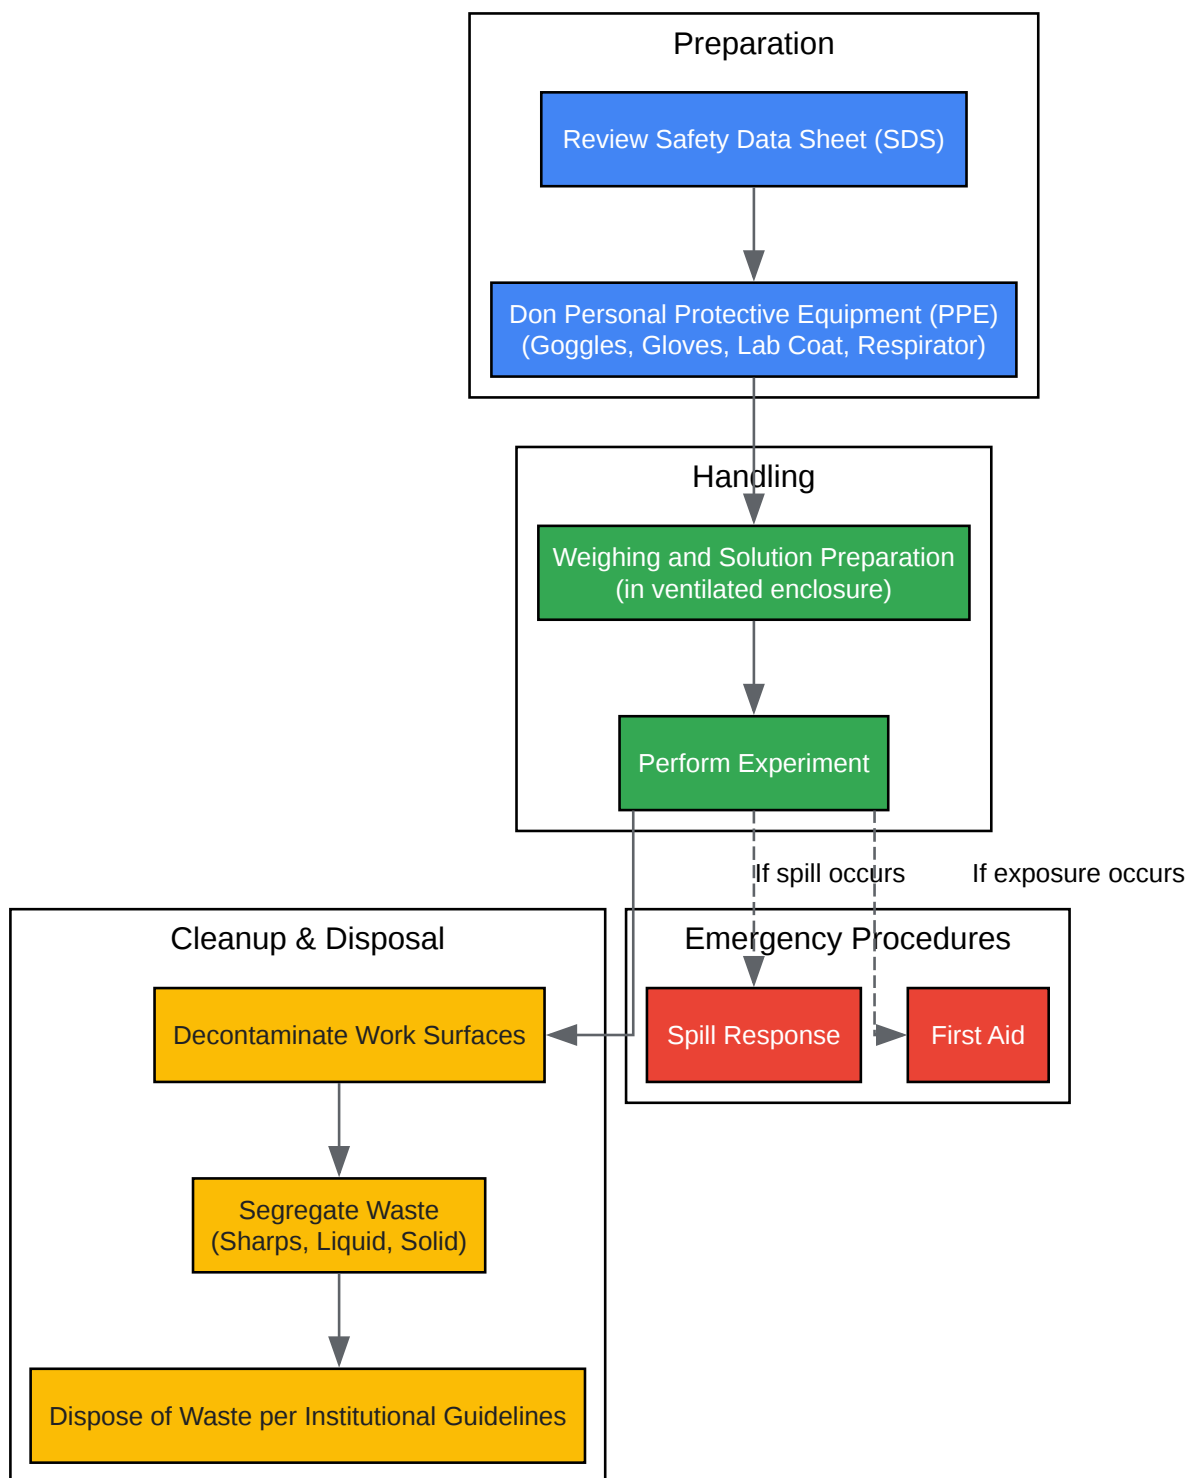 Preparation
Review Safety Data Sheet (SDS)
Don Personal Protective Equipment (PPE)
(Goggles, Gloves, Lab Coat, Respirator)
Handling
Weighing and Solution Preparation
(in ventilated enclosure)
Perform Experiment
If spill occurs
If exposure occurs
Cleanup & Disposal
Emergency Procedures
Decontaminate Work Surfaces
Spill Response
First Aid
Segregate Waste
(Sharps, Liquid, Solid)
Dispose of Waste per Institutional Guidelines